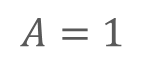 A = 1